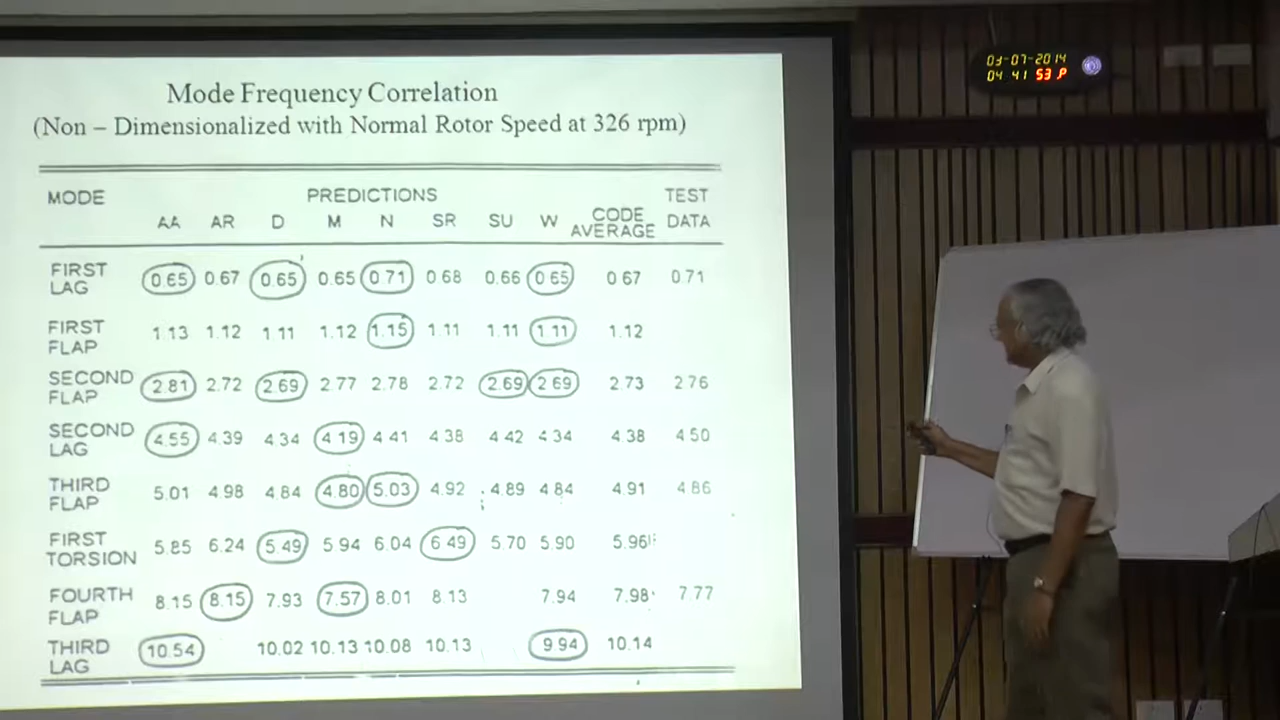 Mode Frequency Correlation
(Non – Dimensionalized with Normal Rotor Speed at 326 rpm)
MODE PREDICTIONS TEST DATA
AA AR D M N SR SU W CODE AVERAGE
FIRST LAG 0.65 0.67 0.65 0.65 0.71 0.68 0.66 0.65 0.67 0.71
FIRST FLAP 1.13 1.12 1.11 1.12 1.15 1.11 1.11 1.11 1.12
SECOND FLAP 2.81 2.72 2.69 2.77 2.78 2.72 2.69 2.69 2.73 2.76
SECOND LAG 4.55 4.39 4.34 4.19 4.41 4.38 4.42 4.34 4.38 4.50
THIRD FLAP 5.01 4.98 4.84 4.80 5.03 4.92 4.89 4.84 4.91 4.86
FIRST TORSION 5.85 6.24 5.49 5.94 6.04 6.49 5.70 5.90 5.96
FOURTH FLAP 8.15 8.15 7.93 7.57 8.01 8.13 7.94 7.98 7.77
THIRD LAG 10.54 10.02 10.13 10.08 10.13 9.94 10.14
03-07-2014
04 41 53 P